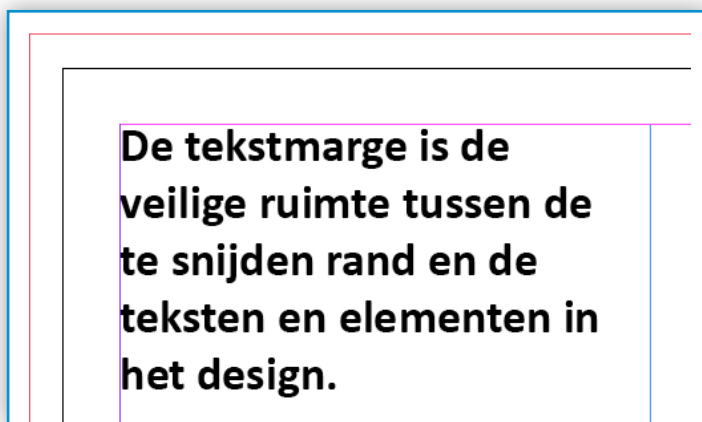 De tekstmarge is de
veilige ruimte tussen de
te snijden rand en de
teksten en elementen in
het design.